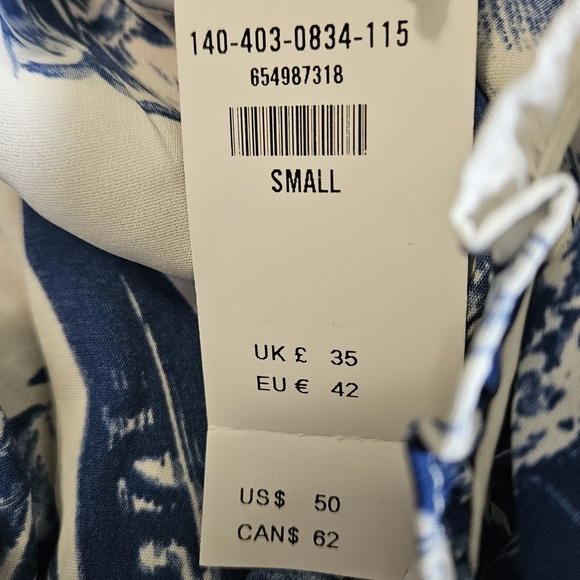 140-403-0834-115
654987318
SMALL
UK £ 35
EU € 42
US$ 50
CAN$ 62